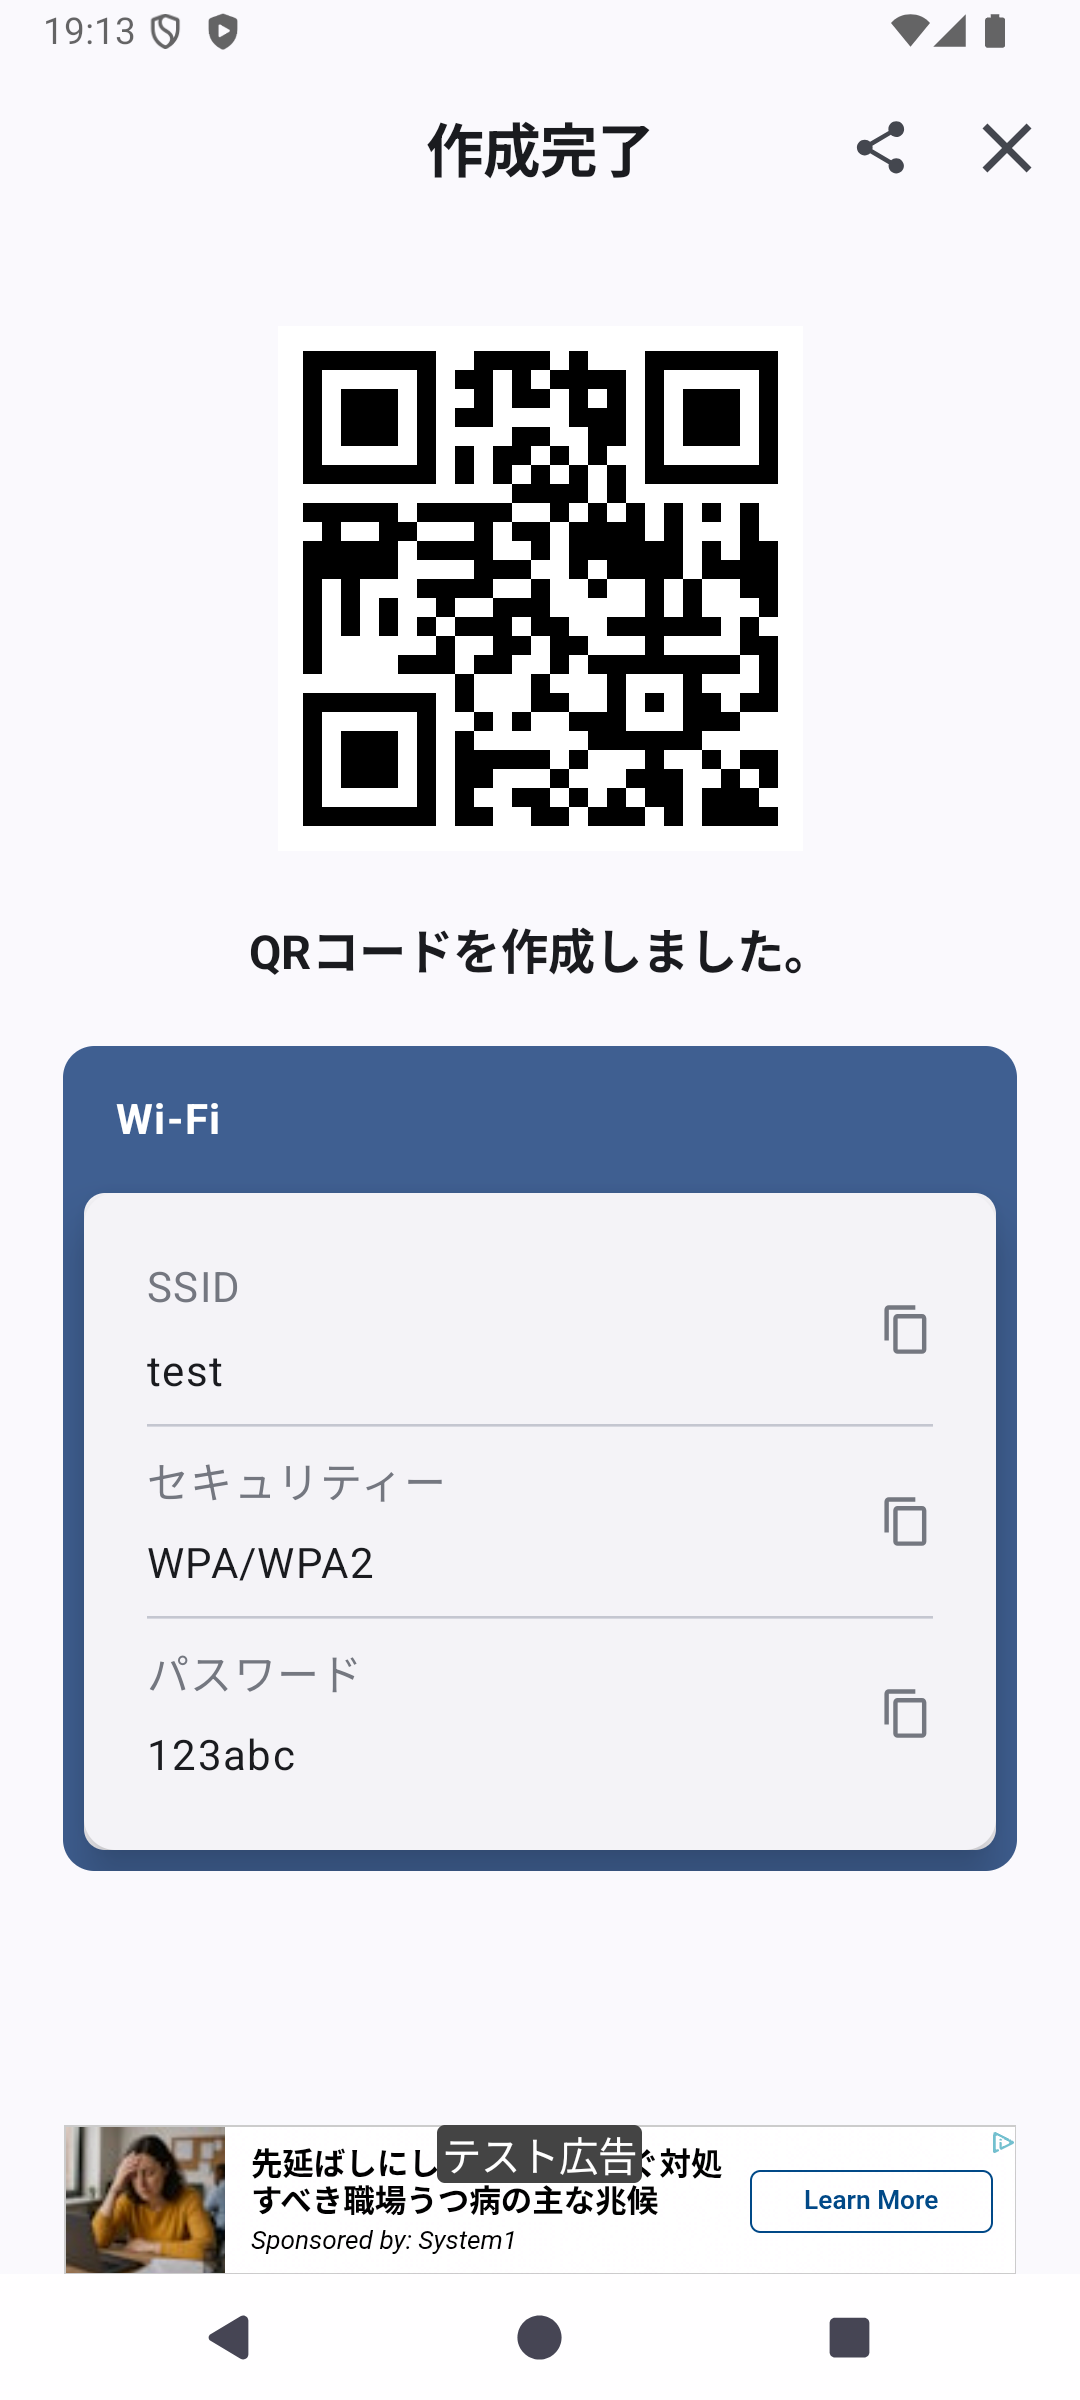 19:13
作成完了
QRコードを作成しました。
Wi-Fi
SSID
test
セキュリティー
WPA/WPA2
パスワード
123abc
テスト広告
先延ばしにし ぐ対処
すべき職場うつ病の主な兆候
Sponsored by: System1
Learn More